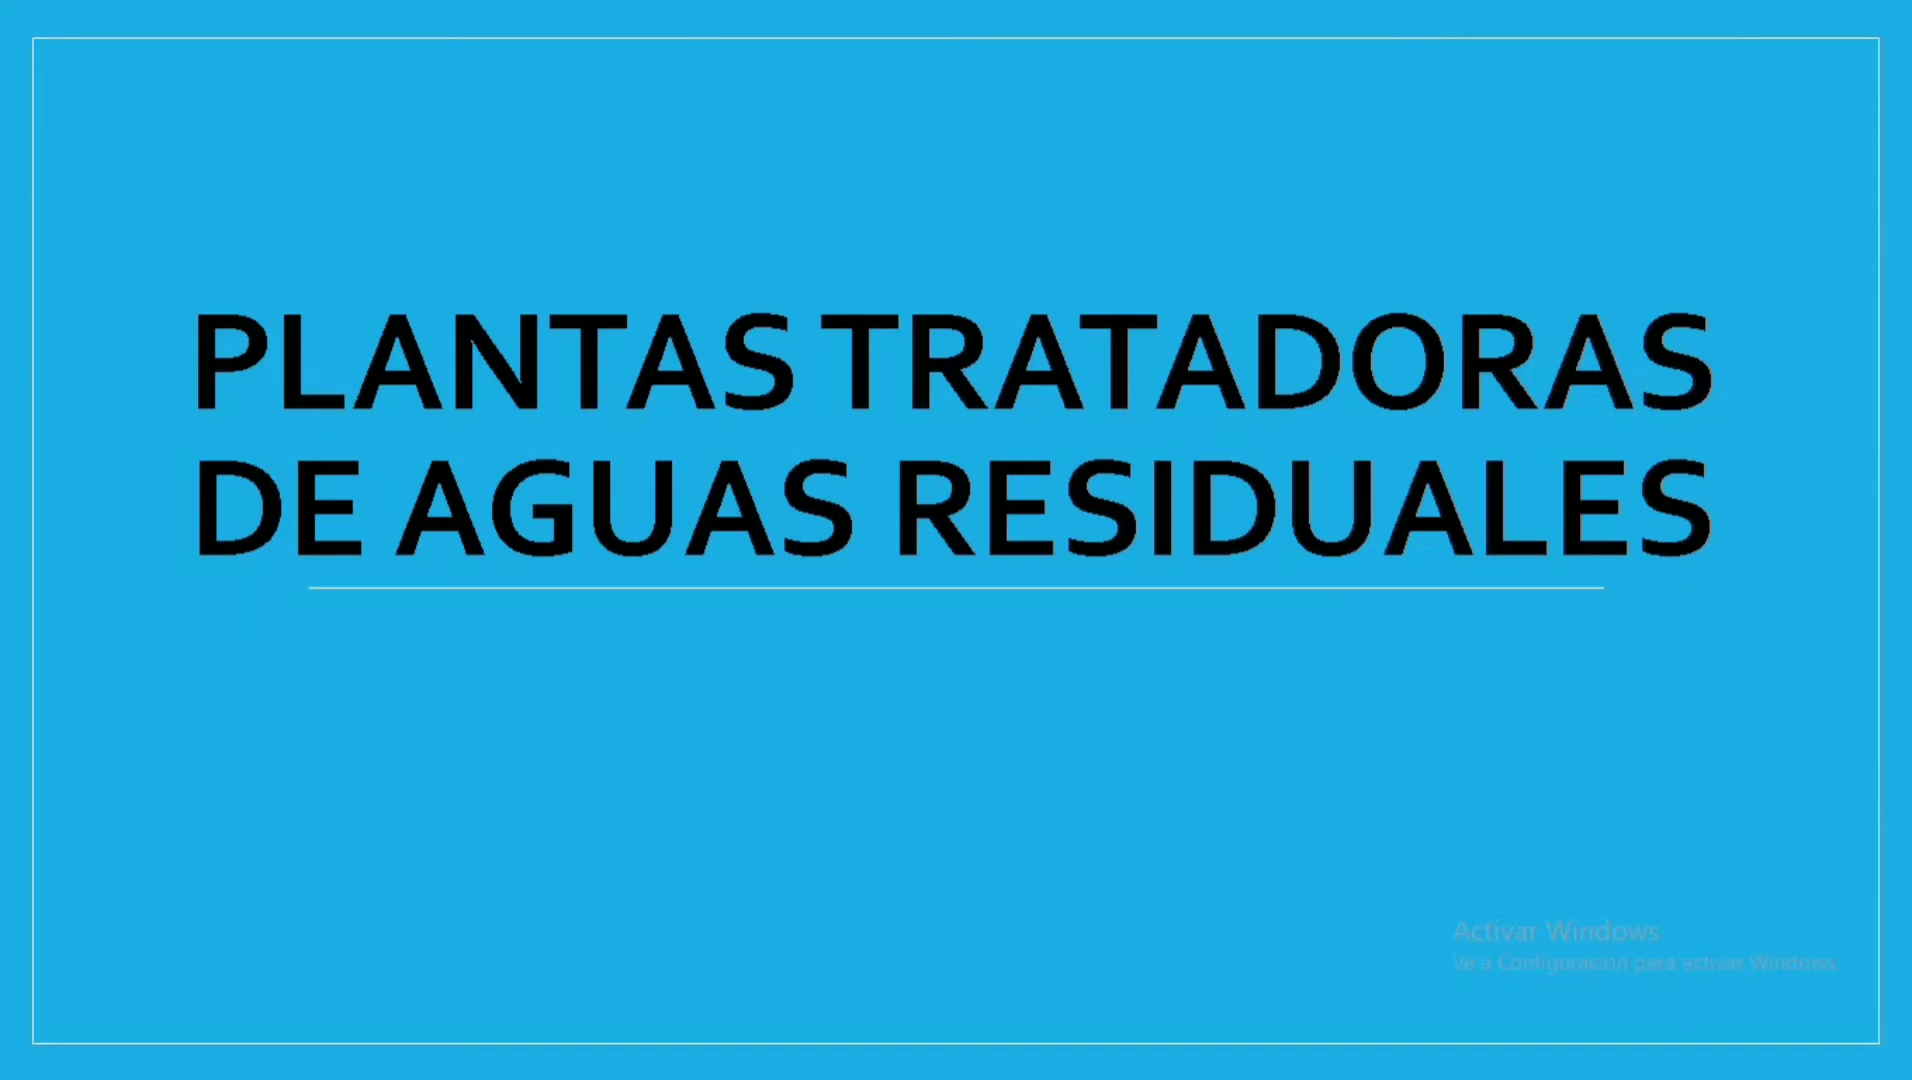 PLANTAS TRATADORAS
DE AGUAS RESIDUALES
Activar Windows
Ve a Configuración para activar Windows.